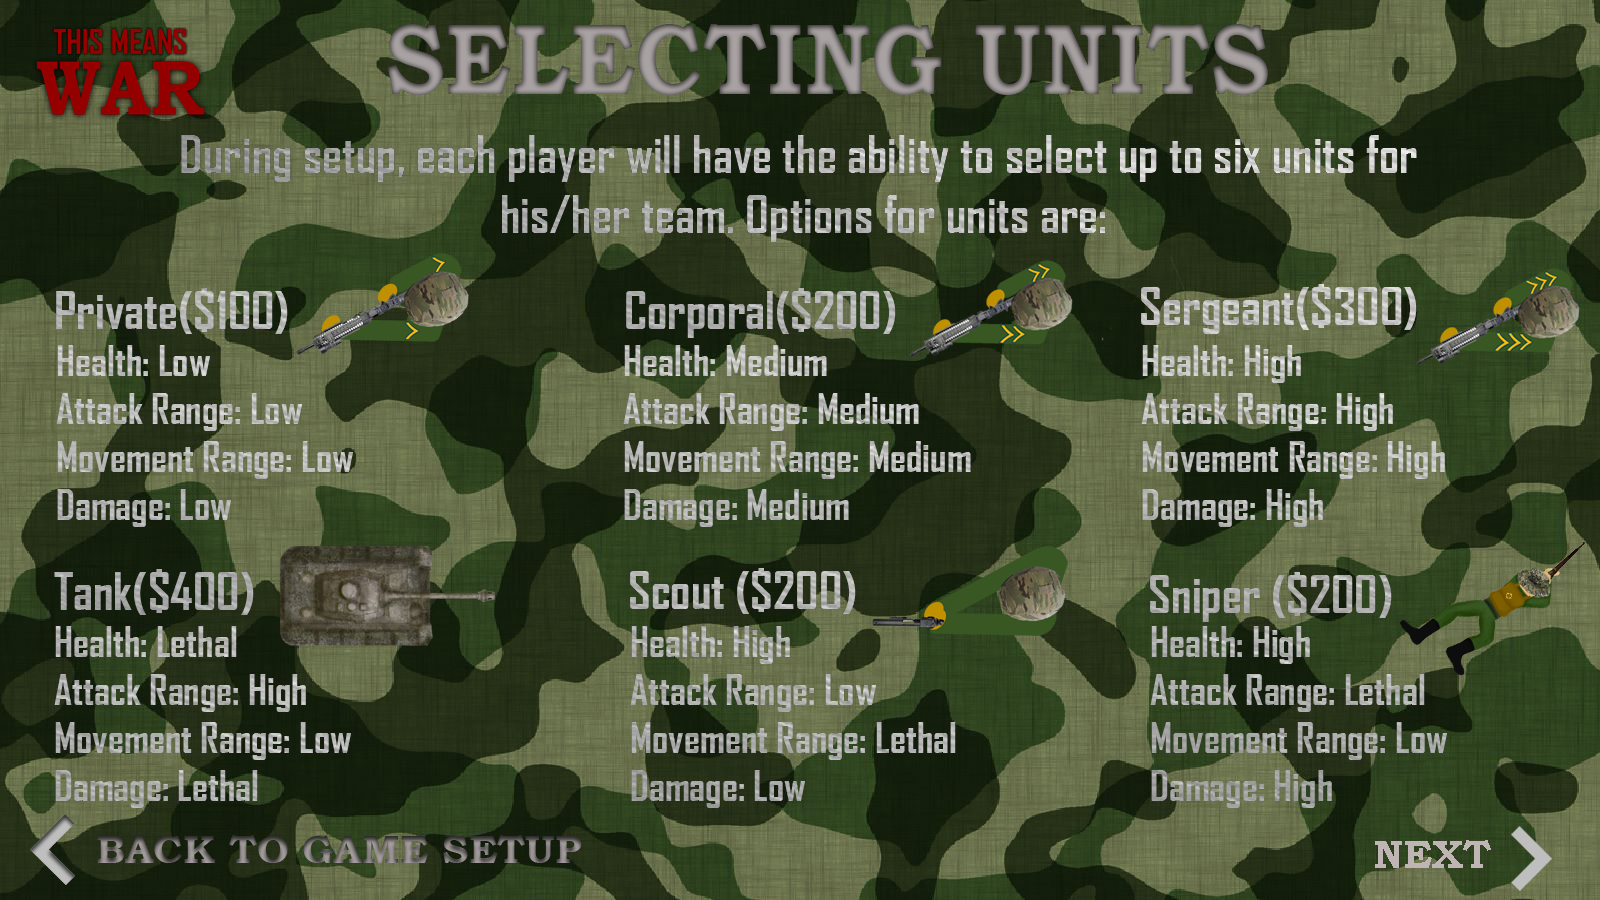 THIS MEANS
WAR
SELECTING UNITS
During setup, each player will have the ability to select up to six units for
his/her team. Options for units are:
Private($100)
Health: Low
Attack Range: Low
Movement Range: Low
Damage: Low
Corporal($200)
Health: Medium
Attack Range: Medium
Movement Range: Medium
Damage: Medium
Sergeant($300)
Health: High
Attack Range: High
Movement Range: High
Damage: High
Tank($400)
Health: Lethal
Attack Range: High
Movement Range: Low
Damage: Lethal
Scout ($200)
Health: High
Attack Range: Low
Movement Range: Lethal
Damage: Low
Sniper ($200)
Health: High
Attack Range: Lethal
Movement Range: Low
Damage: High
BACK TO GAME SETUP
NEXT